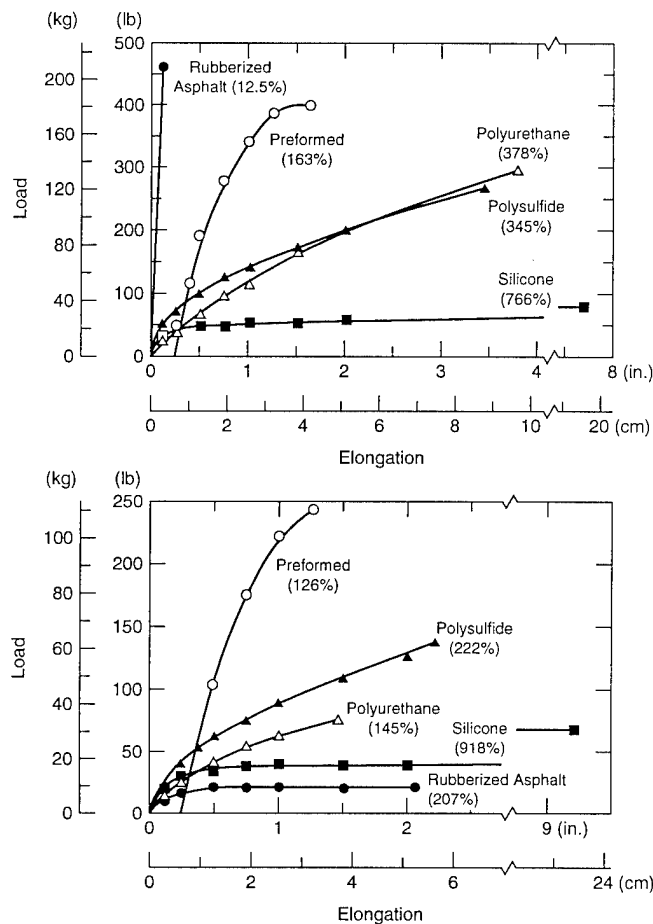 (kg) (lb)
500
200
Rubberized
Asphalt (12.5%)
400
160
Preformed
(163%)
Polyurethane
(378%)
300
120
Polysulfide
(345%)
Load
200
80
Silicone
(766%)
100
40
0 0
0 1 2 3 4 8 (in.)
0 2 4 6 8 10 20 (cm)
Elongation
(kg) (lb)
250
100
200
Preformed
(126%)
80
150
Polysulfide
(222%)
60
Load
100
Polyurethane
(145%)
40
Silicone
(918%)
50
20
Rubberized Asphalt
(207%)
0 0
0 1 2 9 (in.)
0 2 4 6 24 (cm)
Elongation